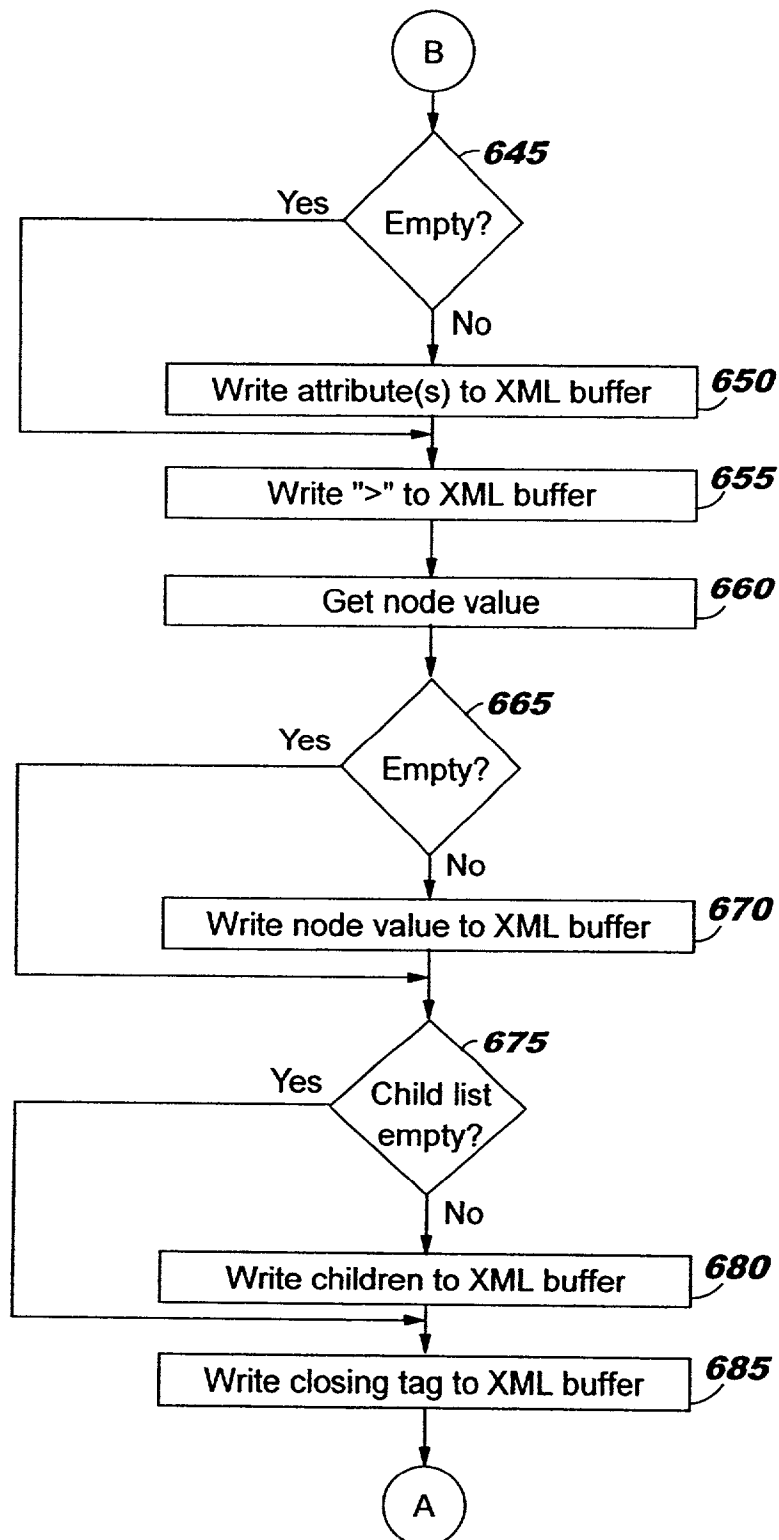 B
645
Yes
Empty?
No
Write attribute(s) to XML buffer
650
Write ">" to XML buffer
655
Get node value
660
665
Yes
Empty?
No
Write node value to XML buffer
670
675
Yes
Child list
empty?
No
Write children to XML buffer
680
Write closing tag to XML buffer
685
A